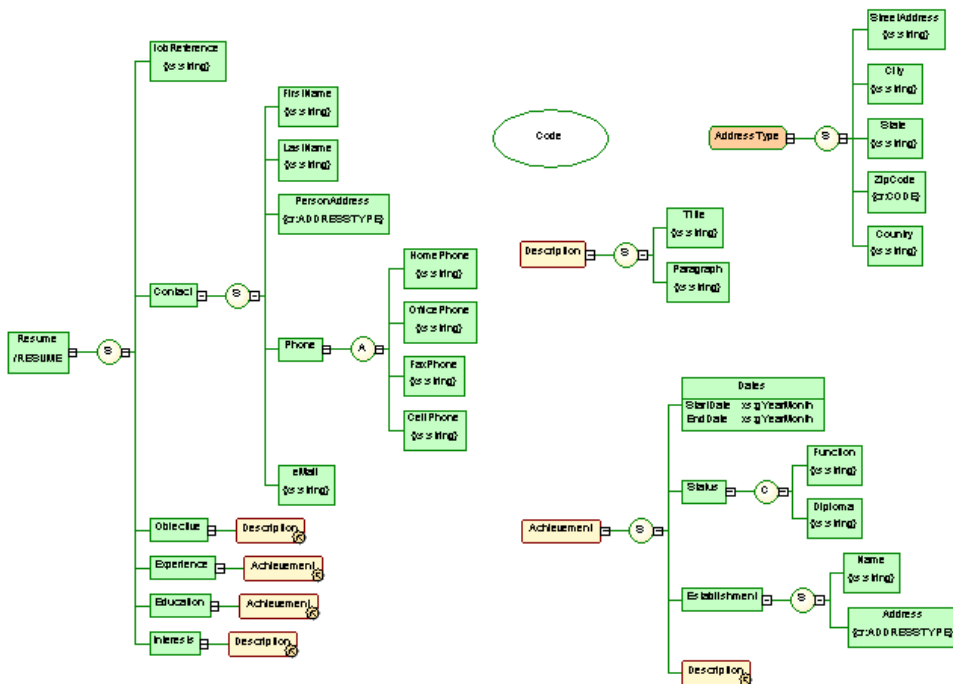 JobReference
{xs:string}
FirstName
{xs:string}
LastName
{xs:string}
PersonAddress
{cr:ADDRESSTYPE}
Contact
S
HomePhone
{xs:string}
OfficePhone
{xs:string}
Phone
A
FaxPhone
{xs:string}
CellPhone
{xs:string}
eMail
{xs:string}
Resume
/RESUME
S
Objective
Description
Experience
Achievement
Education
Achievement
Interests
Description
Code
AddressType
S
StreetAddress
{xs:string}
City
{xs:string}
State
{xs:string}
ZipCode
{cr:CODE}
Country
{xs:string}
Description
S
Title
{xs:string}
Paragraph
{xs:string}
Achievement
S
Dates
StartDate xs:gYearMonth
EndDate xs:gYearMonth
Status
C
Function
{xs:string}
Diploma
{xs:string}
Establishment
S
Name
{xs:string}
Address
{cr:ADDRESSTYPE}
Description